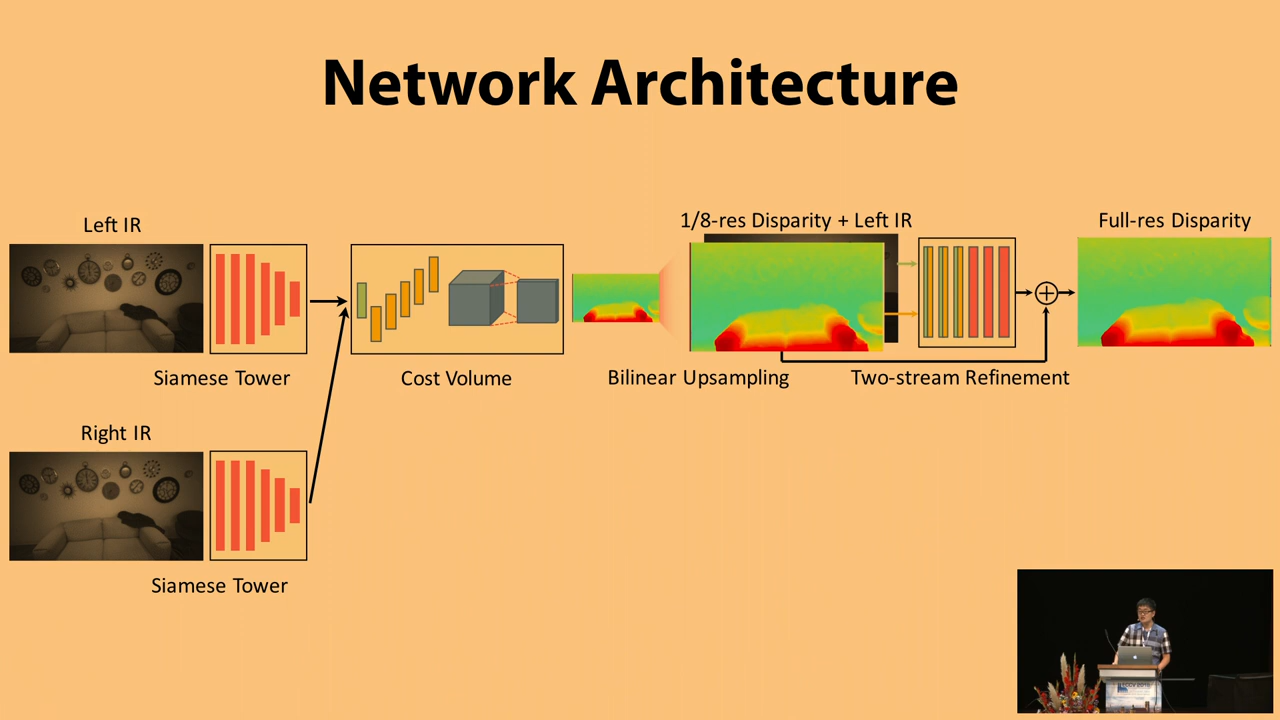 Network Architecture
Left IR
1/8-res Disparity + Left IR
Full-res Disparity
Siamese Tower
Cost Volume
Bilinear Upsampling
Two-stream Refinement
Right IR
Siamese Tower